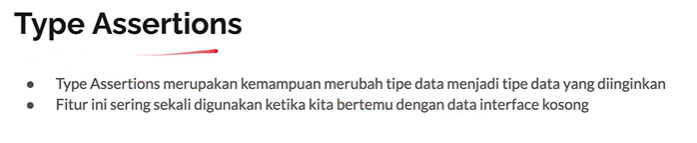 Type Assertions
● Type Assertions merupakan kemampuan merubah tipe data menjadi tipe data yang diinginkan
● Fitur ini sering sekali digunakan ketika kita bertemu dengan data interface kosong